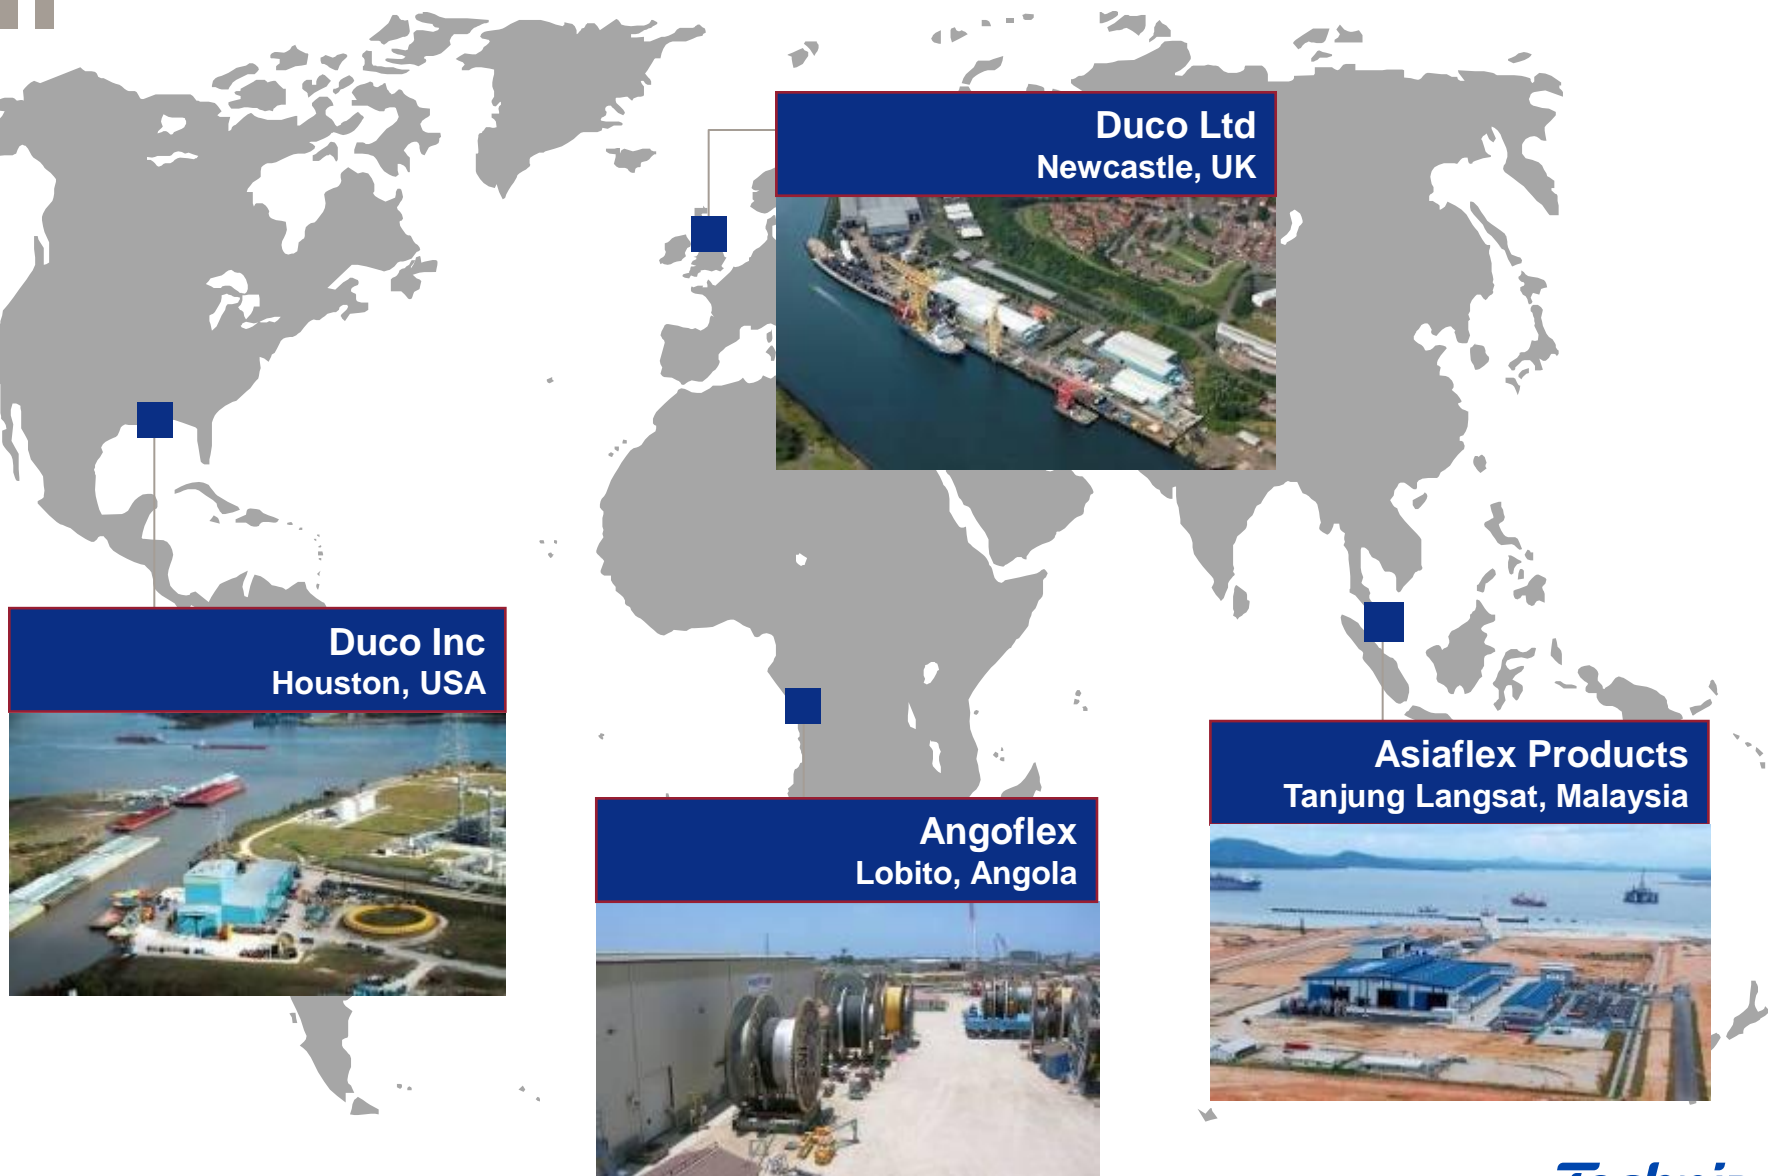 Duco Ltd
Newcastle, UK
Duco Inc
Houston, USA
Asiaflex Products
Tanjung Langsat, Malaysia
Angoflex
Lobito, Angola